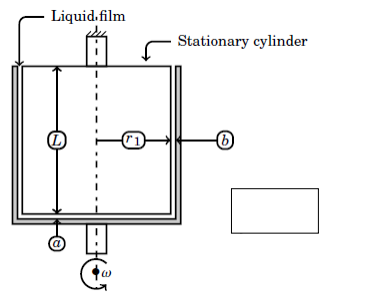 Liquid film
Stationary cylinder
L
r1
b
a
ω